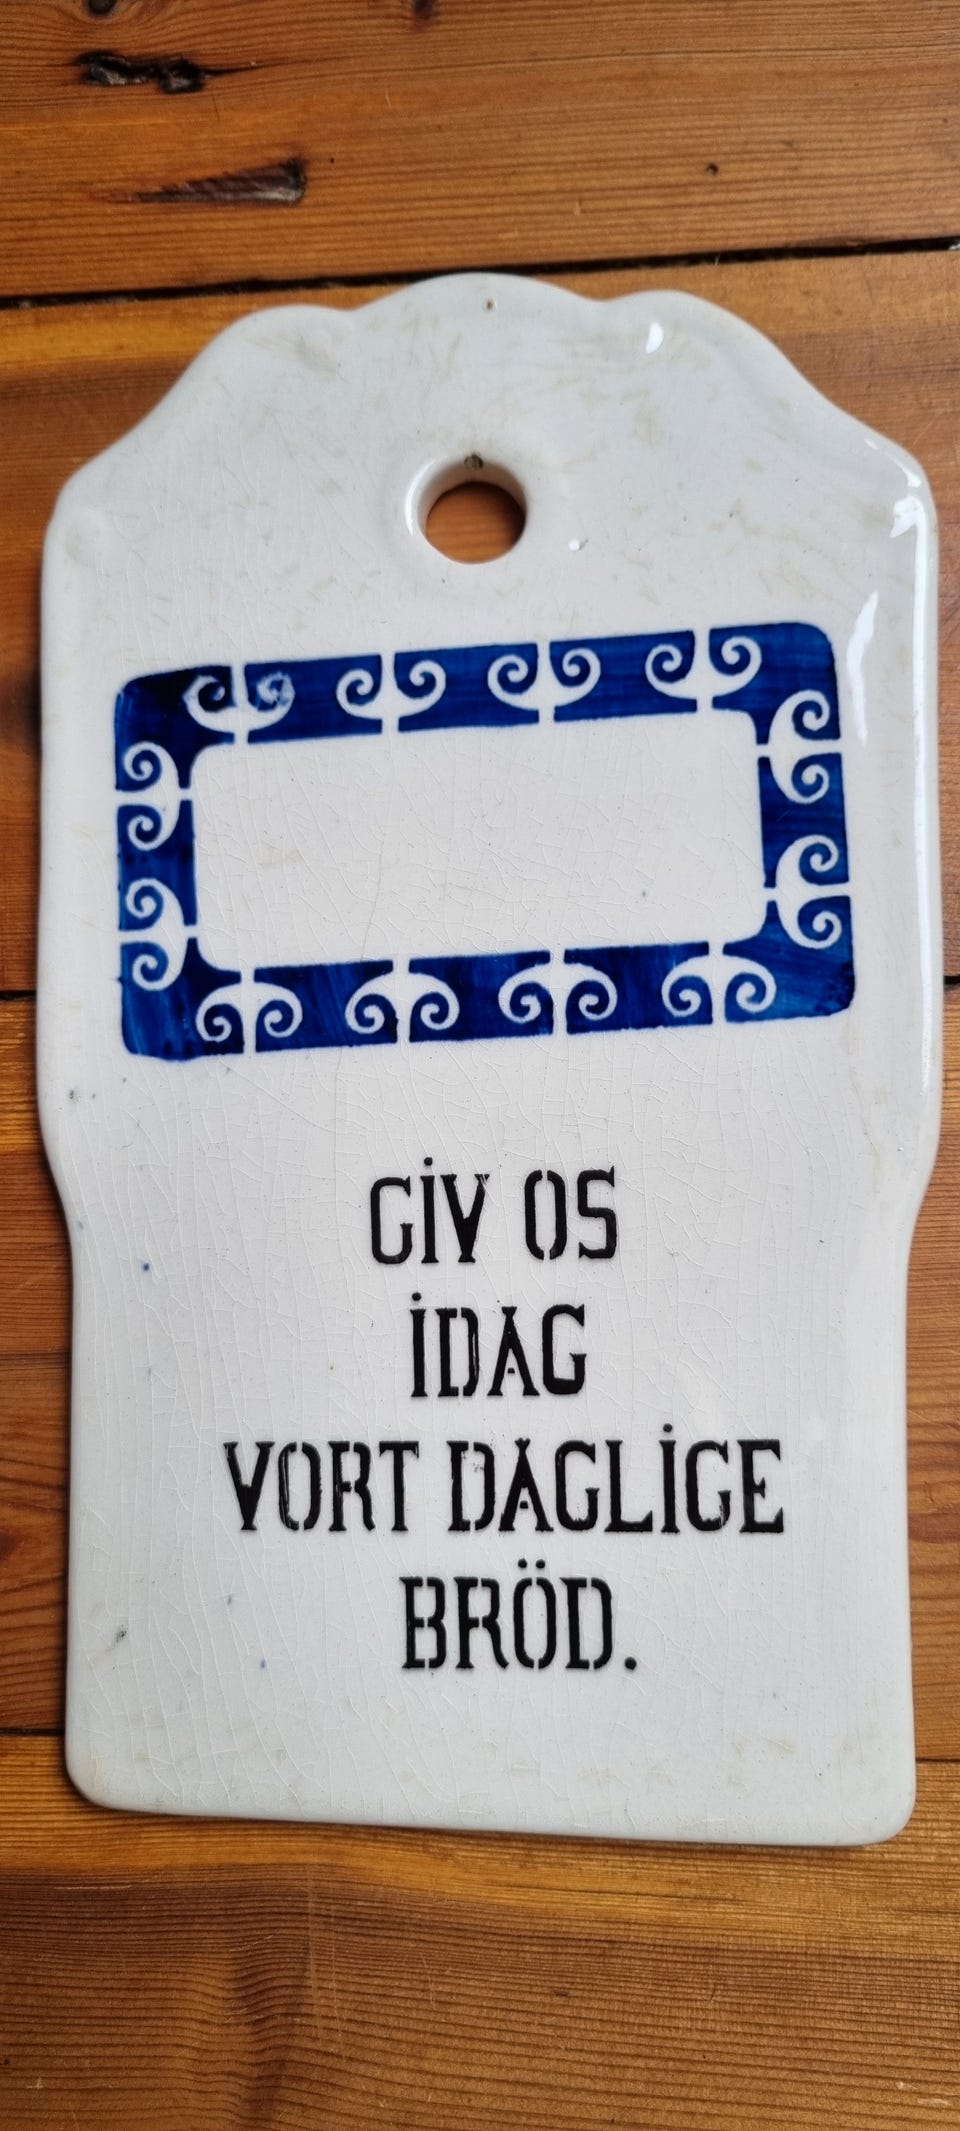 GİV OS
İDAG
VORT DAGLİGE
BRÖD.